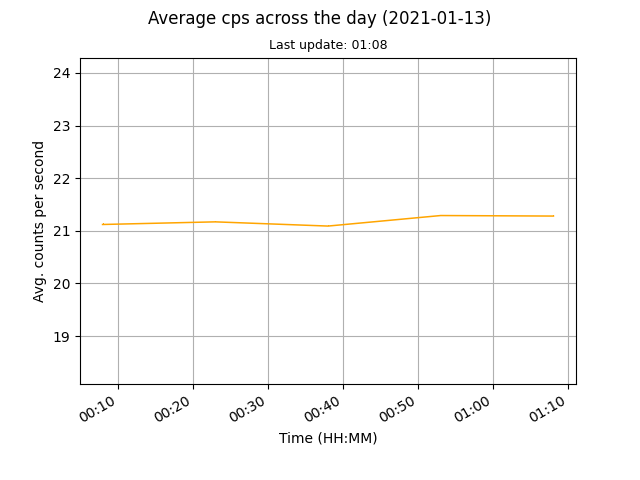 Average cps across the day (2021-01-13)
Last update: 01:08
24
23
22
21
20
19
Avg. counts per second
00:10 00:20 00:30 00:40 00:50 01:00 01:10
Time (HH:MM)